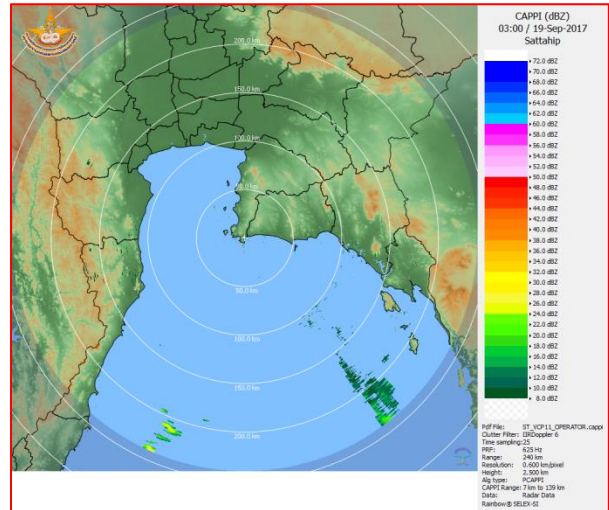 CAPPI (dBZ)
03:00 / 19-Sep-2017
Sattahip
72.0 dBZ
70.0 dBZ
68.0 dBZ
66.0 dBZ
64.0 dBZ
62.0 dBZ
60.0 dBZ
58.0 dBZ
56.0 dBZ
54.0 dBZ
52.0 dBZ
50.0 dBZ
48.0 dBZ
46.0 dBZ
44.0 dBZ
42.0 dBZ
40.0 dBZ
38.0 dBZ
36.0 dBZ
34.0 dBZ
32.0 dBZ
30.0 dBZ
28.0 dBZ
26.0 dBZ
24.0 dBZ
22.0 dBZ
20.0 dBZ
18.0 dBZ
16.0 dBZ
14.0 dBZ
12.0 dBZ
10.0 dBZ
8.0 dBZ
Pdf File: ST_VCP11_OPERATOR.cappi
Clutter Filter: IIRDoppler 6
Time sampling:25
PRF: 625 Hz
Range: 240 km
Resolution: 0.600 km/pixel
Height: 2.500 km
Alg type: PCAPPI
CAPPI Range: 7 km to 139 km
Data: Radar Data
Rainbow® SELEX-SI
200.0 km
150.0 km
100.0 km
50.0 km
100.0 km
150.0 km
200.0 km